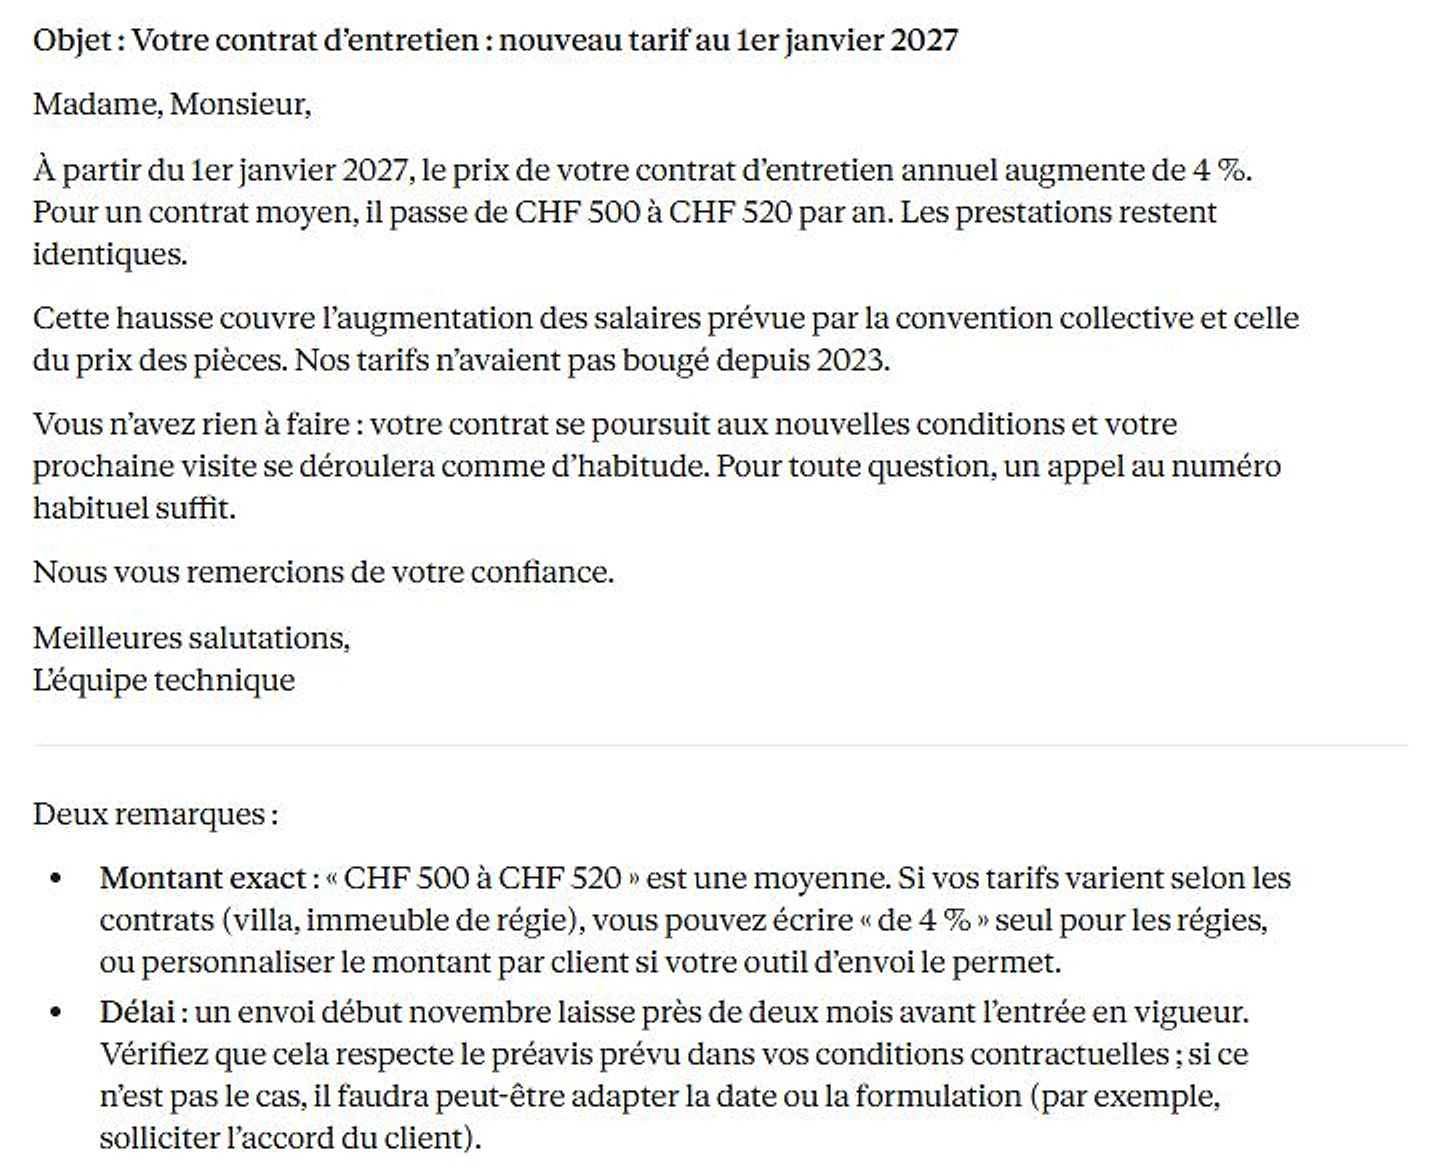 Objet : Votre contrat d’entretien : nouveau tarif au 1er janvier 2027
Madame, Monsieur,
À partir du 1er janvier 2027, le prix de votre contrat d’entretien annuel augmente de 4 %.
Pour un contrat moyen, il passe de CHF 500 à CHF 520 par an. Les prestations restent
identiques.
Cette hausse couvre l’augmentation des salaires prévue par la convention collective et celle
du prix des pièces. Nos tarifs n’avaient pas bougé depuis 2023.
Vous n’avez rien à faire : votre contrat se poursuit aux nouvelles conditions et votre
prochaine visite se déroulera comme d’habitude. Pour toute question, un appel au numéro
habituel suffit.
Nous vous remercions de votre confiance.
Meilleures salutations,
L’équipe technique
Deux remarques :
• Montant exact : « CHF 500 à CHF 520 » est une moyenne. Si vos tarifs varient selon les
contrats (villa, immeuble de régie), vous pouvez écrire « de 4 % » seul pour les régies,
ou personnaliser le montant par client si votre outil d’envoi le permet.
• Délai : un envoi début novembre laisse près de deux mois avant l’entrée en vigueur.
Vérifiez que cela respecte le préavis prévu dans vos conditions contractuelles ; si ce
n’est pas le cas, il faudra peut-être adapter la date ou la formulation (par exemple,
solliciter l’accord du client).